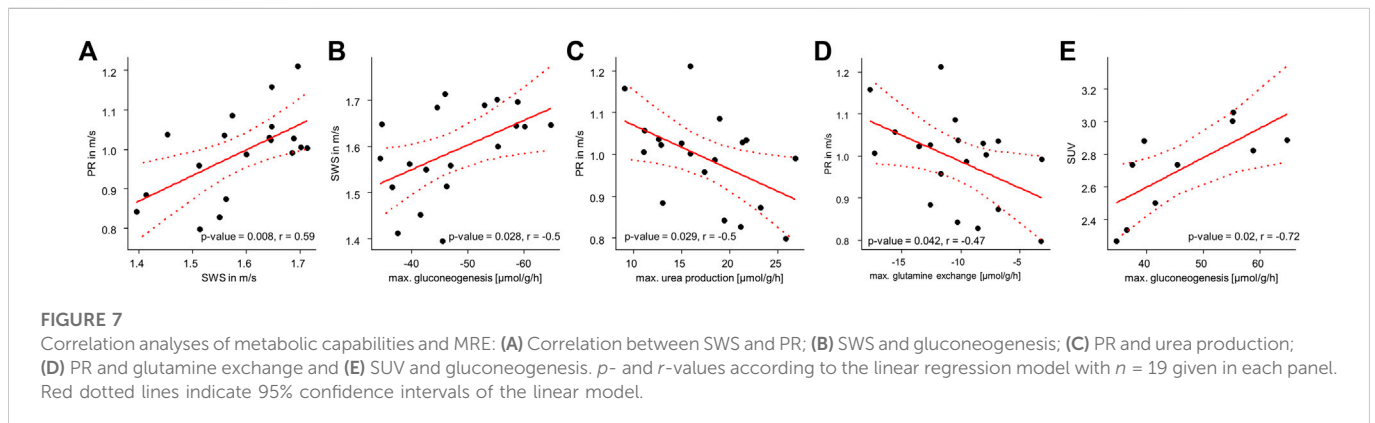 A
B
C
D
E
PR in m/s
1.2
1.1
1.0
0.9
0.8
p-value = 0.008, r = 0.59
1.4
1.5
1.6
1.7
SWS in m/s
SWS in m/s
1.7
1.6
1.5
1.4
p-value = 0.028, r = -0.5
-30
-40
-50
-60
max. gluconeogenesis [µmol/g/h]
PR in m/s
1.2
1.1
1.0
0.9
0.8
p-value = 0.029, r = -0.5
10
15
20
25
max. urea production [µmol/g/h]
PR in m/s
1.2
1.1
1.0
0.9
0.8
p-value = 0.042, r = -0.47
-15
-10
-5
max. glutamine exchange [µmol/g/h]
SUV
3.2
3.0
2.8
2.6
2.4
p-value = 0.02, r = -0.72
40
50
60
max. gluconeogenesis [µmol/g/h]
FIGURE 7
Correlation analyses of metabolic capabilities and MRE: (A) Correlation between SWS and PR; (B) SWS and gluconeogenesis; (C) PR and urea production;
(D) PR and glutamine exchange and (E) SUV and gluconeogenesis. p- and r-values according to the linear regression model with n = 19 given in each panel.
Red dotted lines indicate 95% confidence intervals of the linear model.